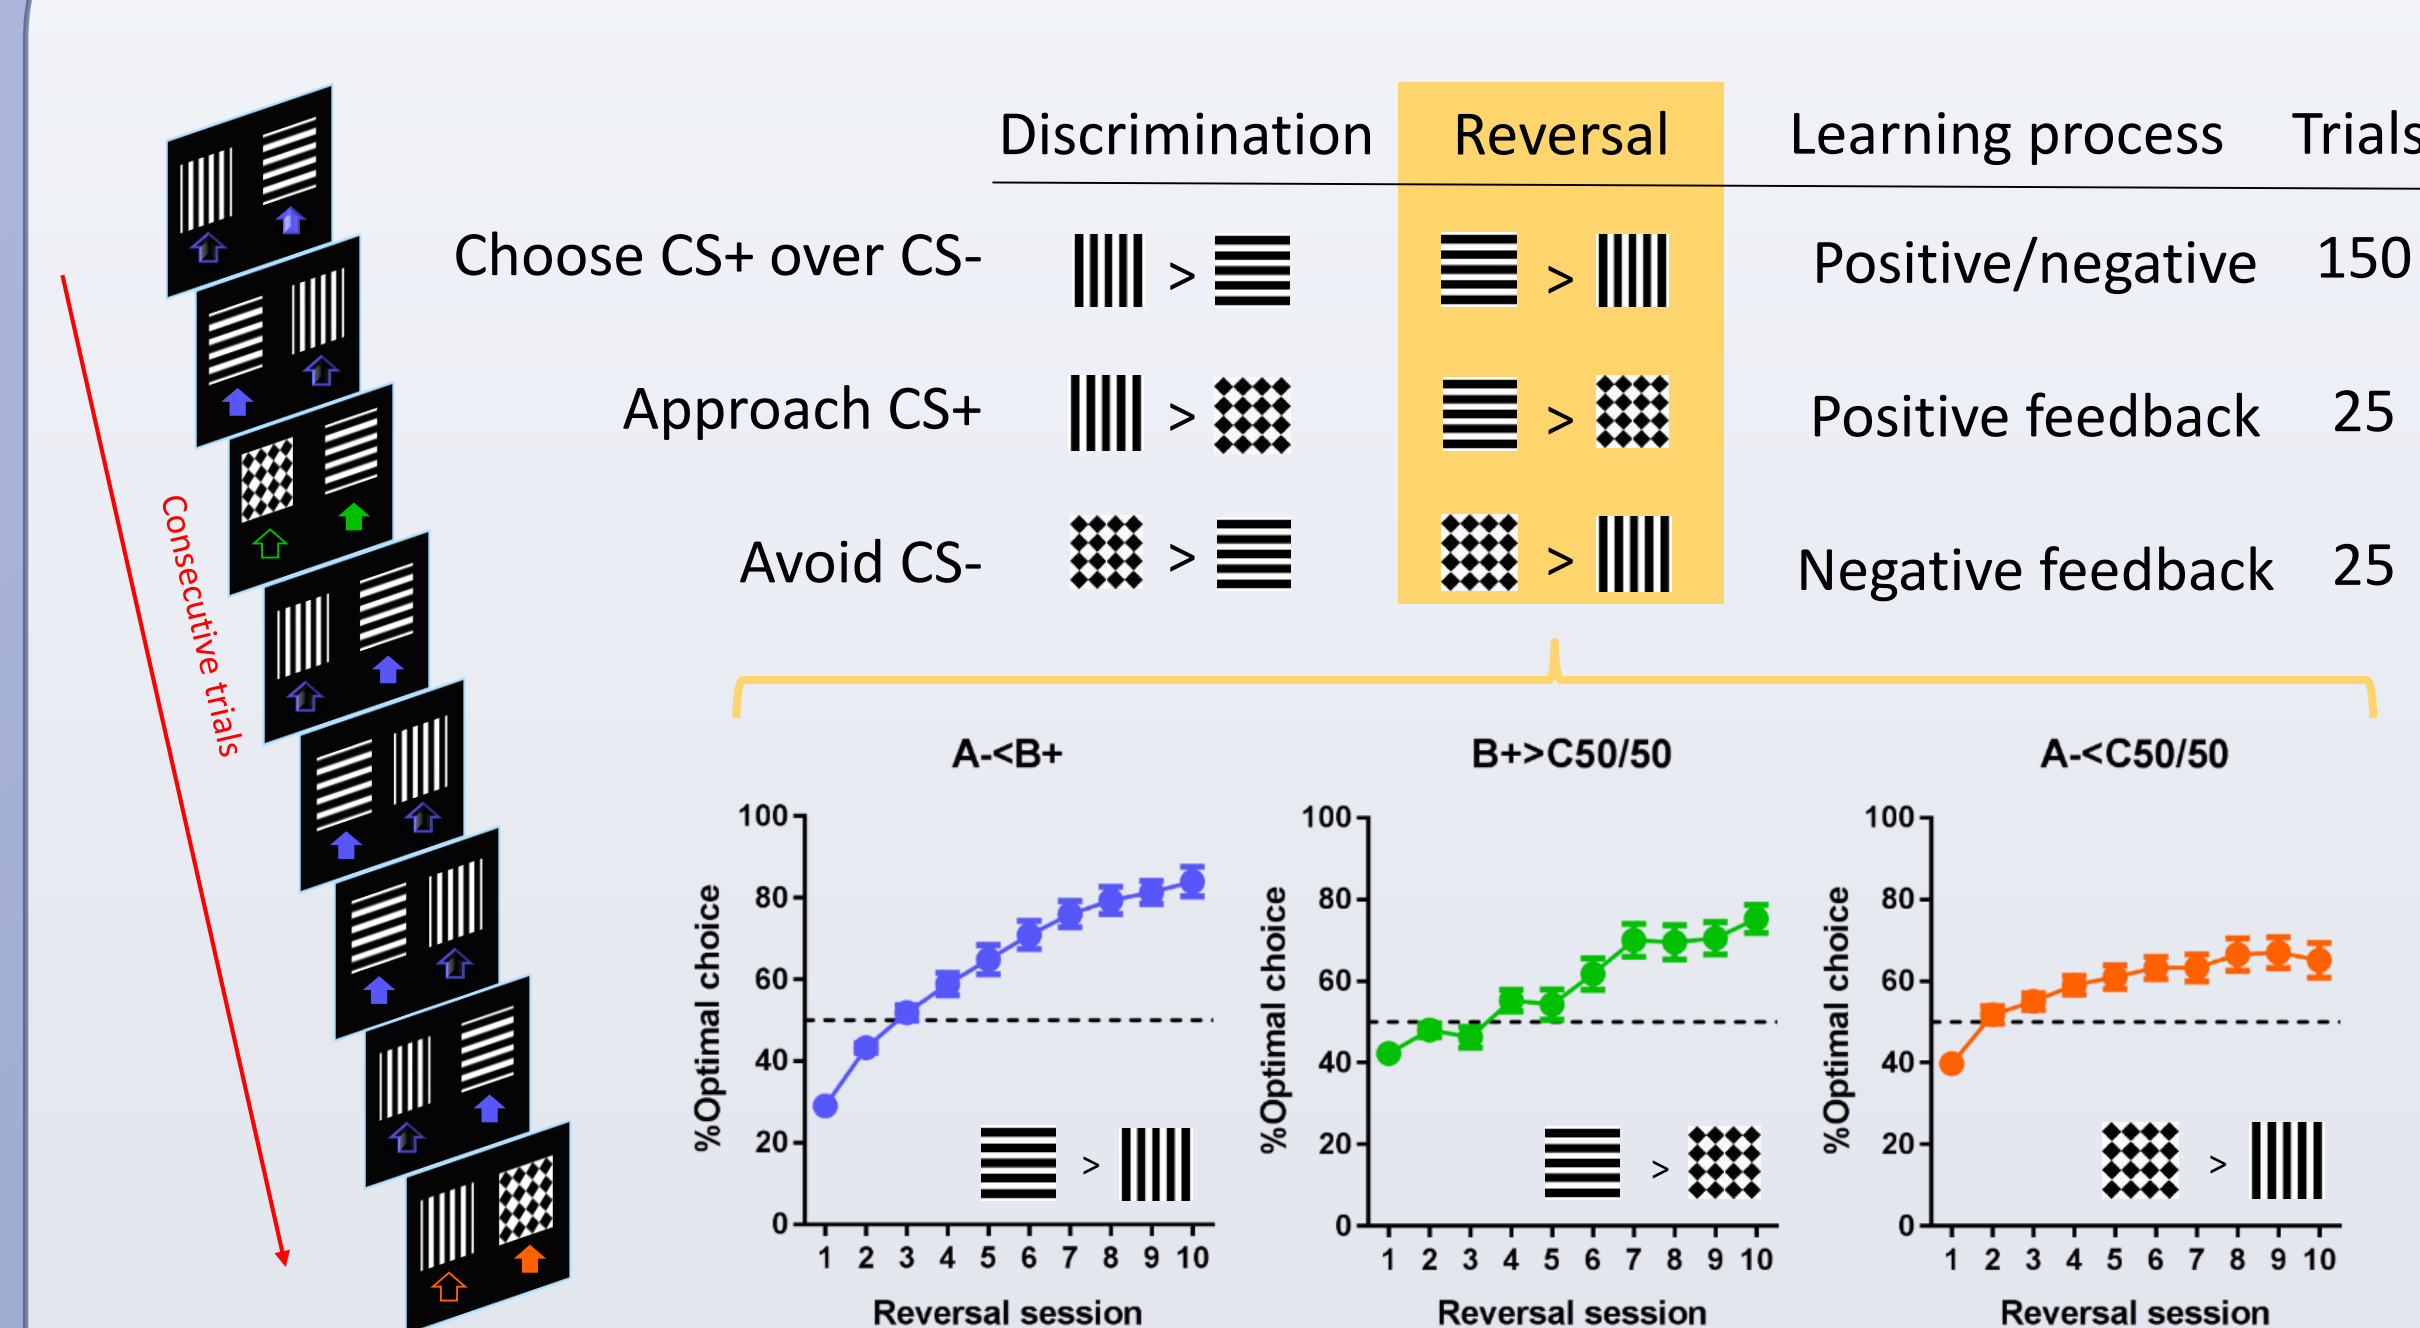 Discrimination Reversal Learning process Trials
Choose CS+ over CS- > > Positive/negative 150
Approach CS+ > > Positive feedback 25
Avoid CS- > > Negative feedback 25
Consecutive trials
A-<B+
100
80
60
40
20
0
%Optimal choice
>
1 2 3 4 5 6 7 8 9 10
Reversal session
B+>C50/50
100
80
60
40
20
0
%Optimal choice
>
1 2 3 4 5 6 7 8 9 10
Reversal session
A-<C50/50
100
80
60
40
20
0
%Optimal choice
>
1 2 3 4 5 6 7 8 9 10
Reversal session